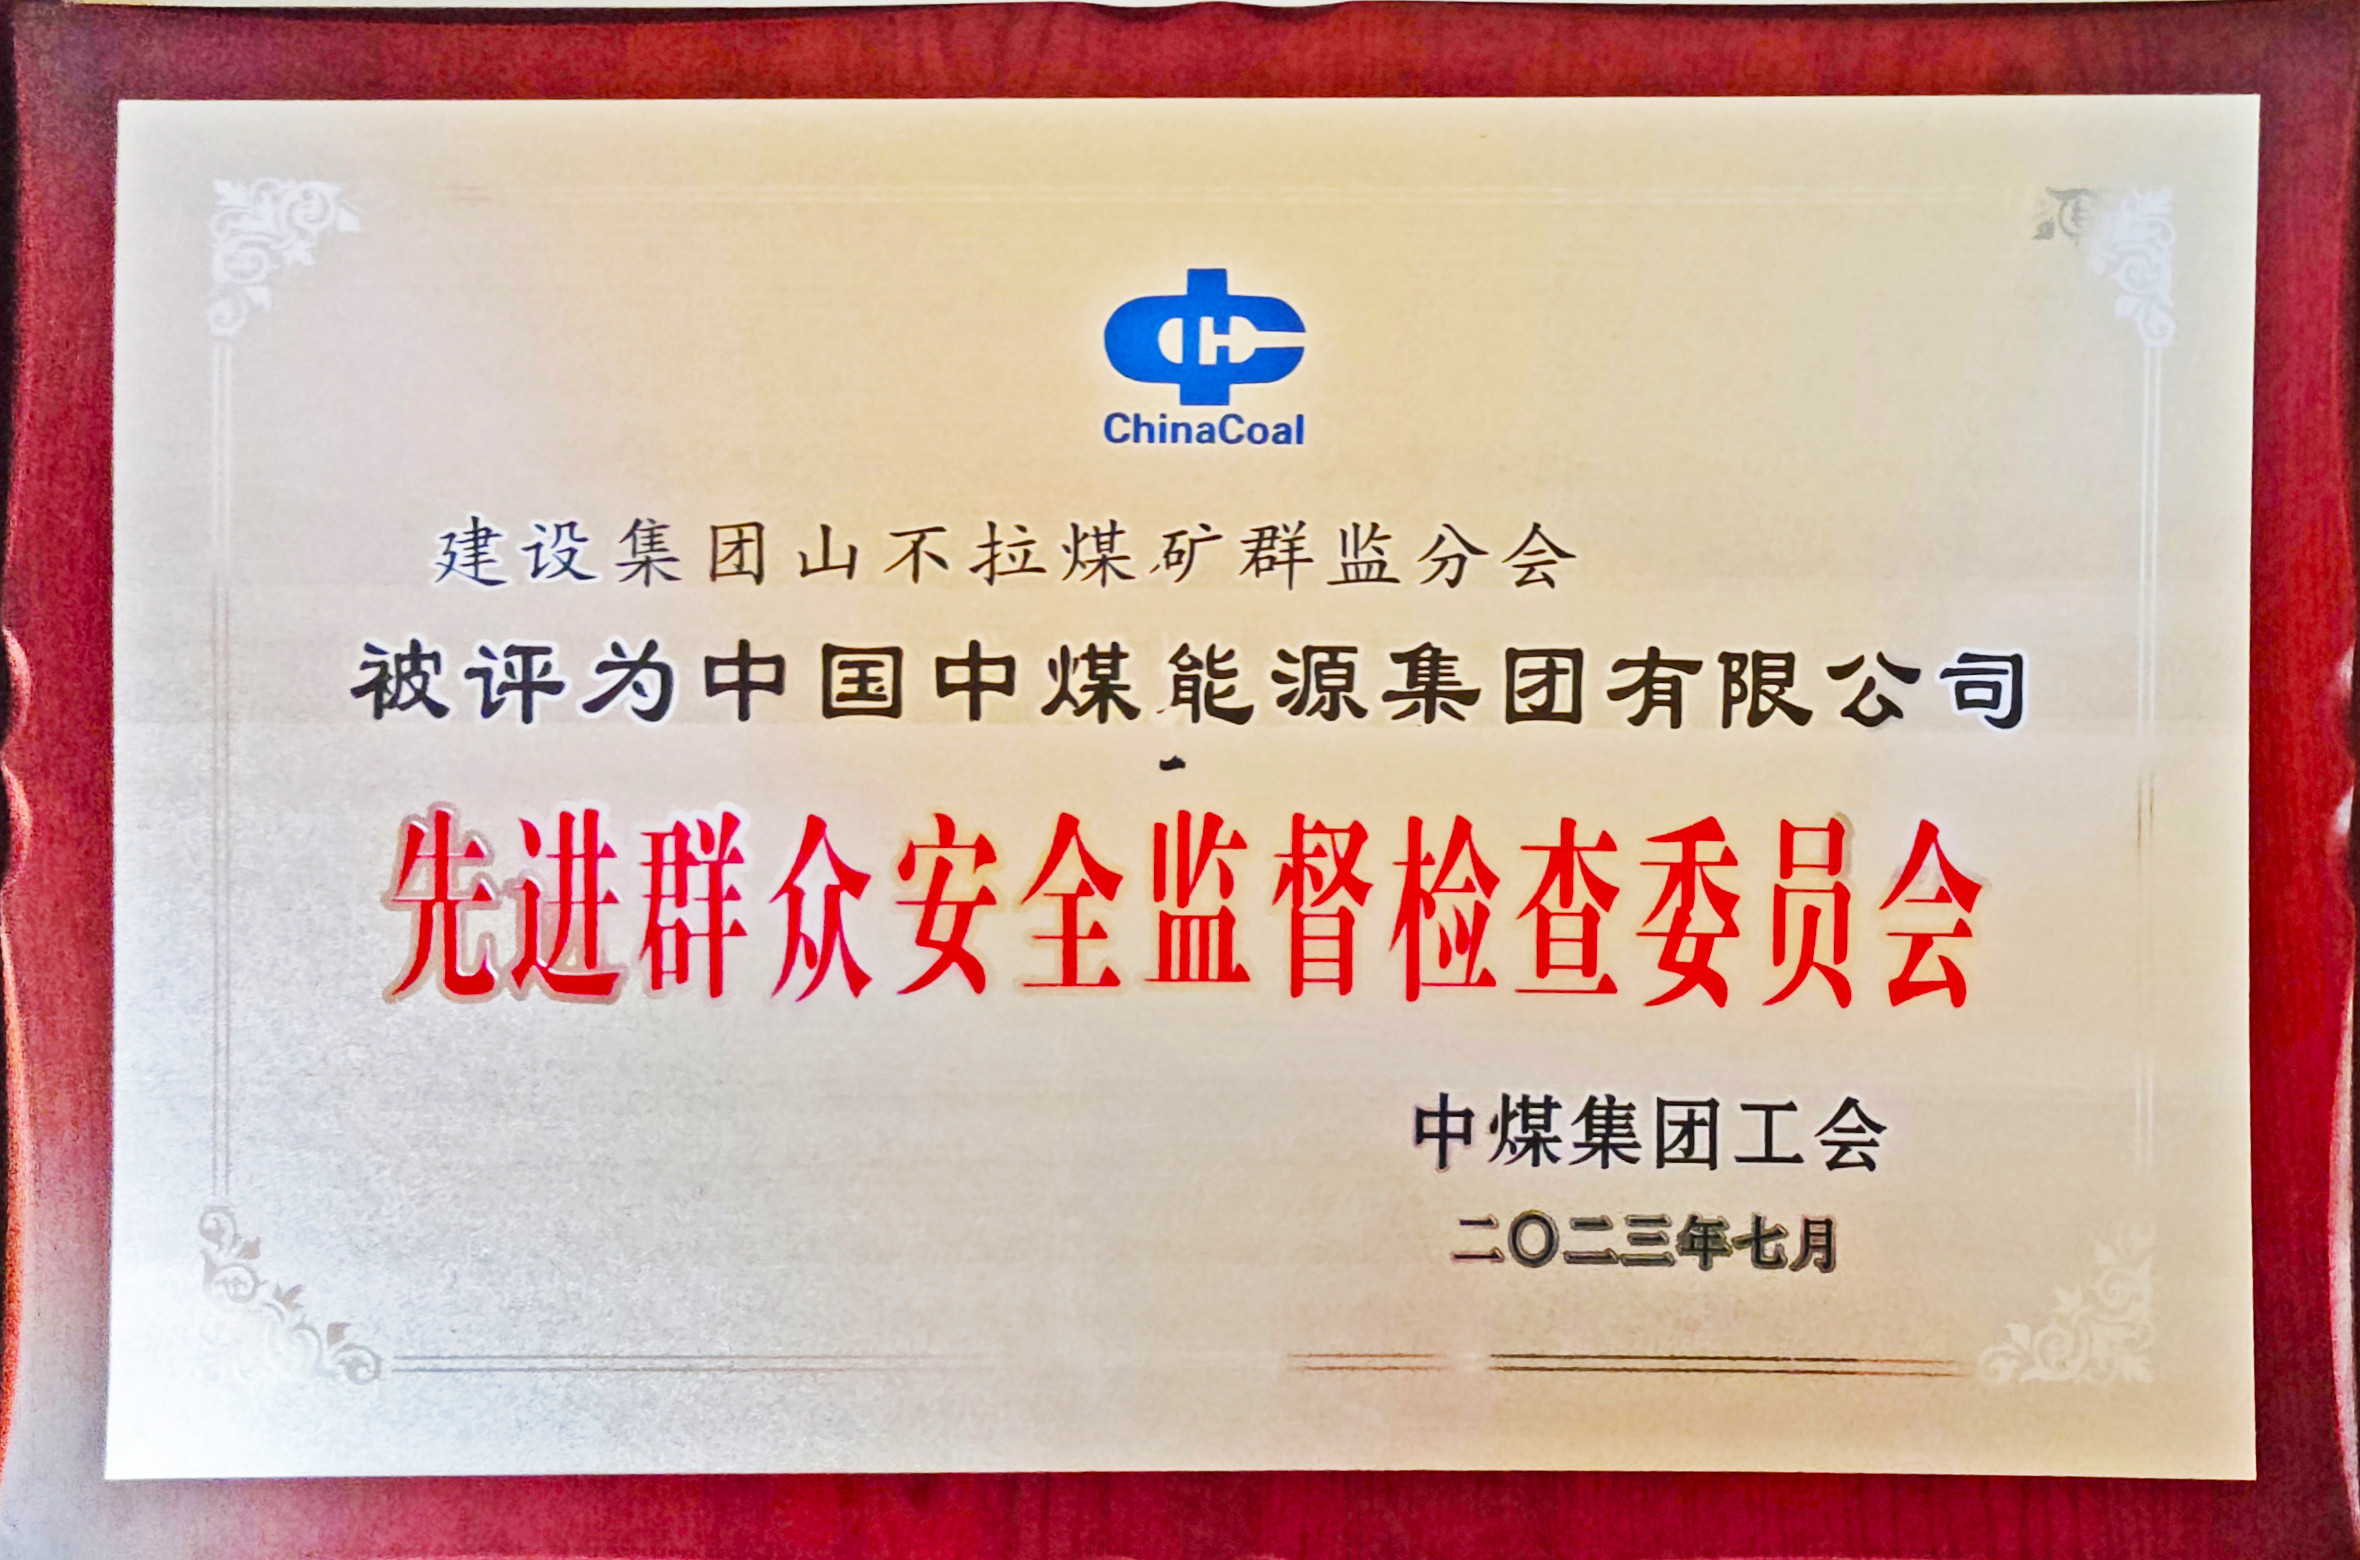 ChinaCoal
建设集团山不拉煤矿群监分会
被评为中国中煤能源集团有限公司
先进群众安全监督检查委员会
中煤集团工会
二〇二三年七月